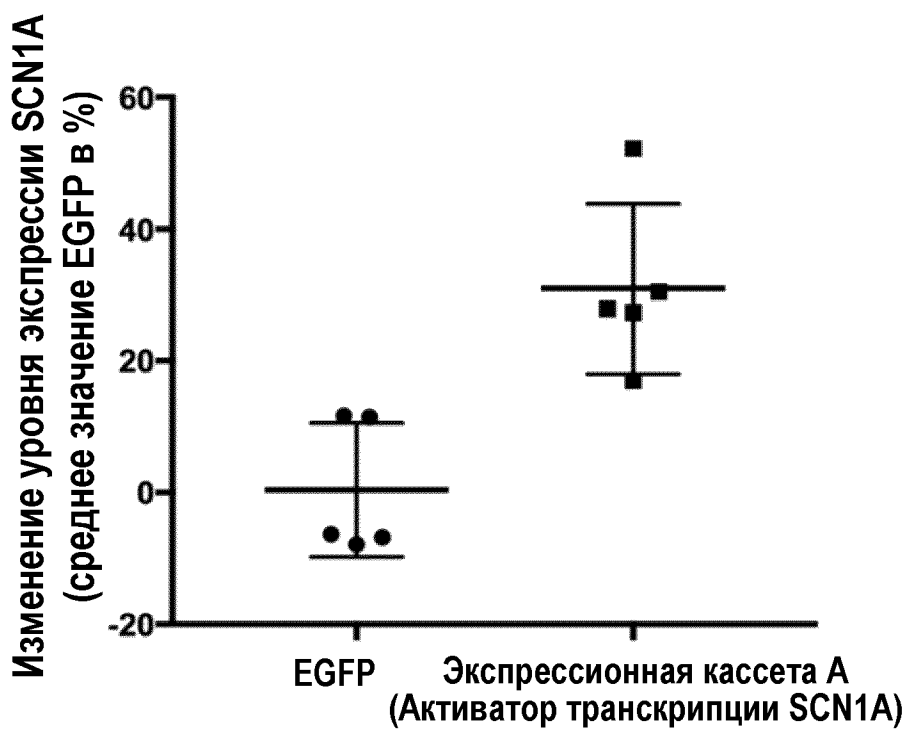 Изменение уровня экспрессии SCN1A
(среднее значение EGFP в %)
60
40
20
0
-20
EGFP
Экспрессионная кассета А
(Активатор транскрипции SCN1A)